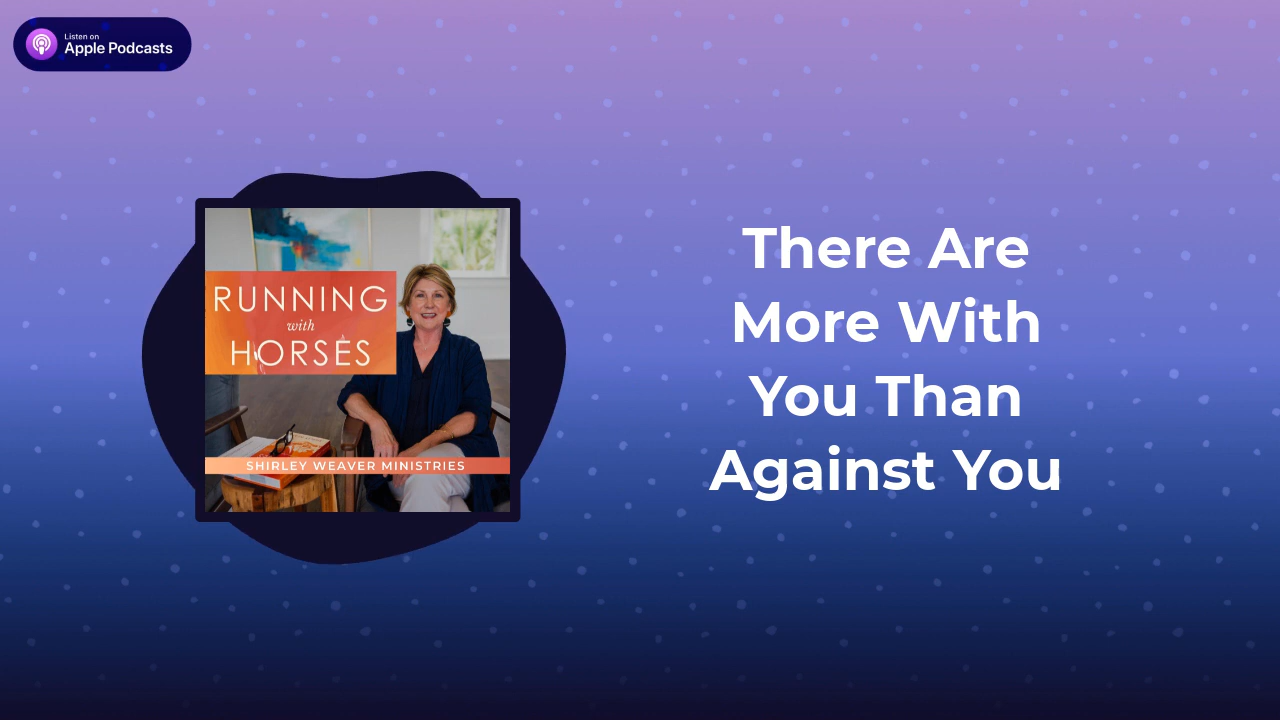 Listen on
Apple Podcasts
RUNNING
with
HORSES
SHIRLEY WEAVER MINISTRIES
There Are
More With
You Than
Against You